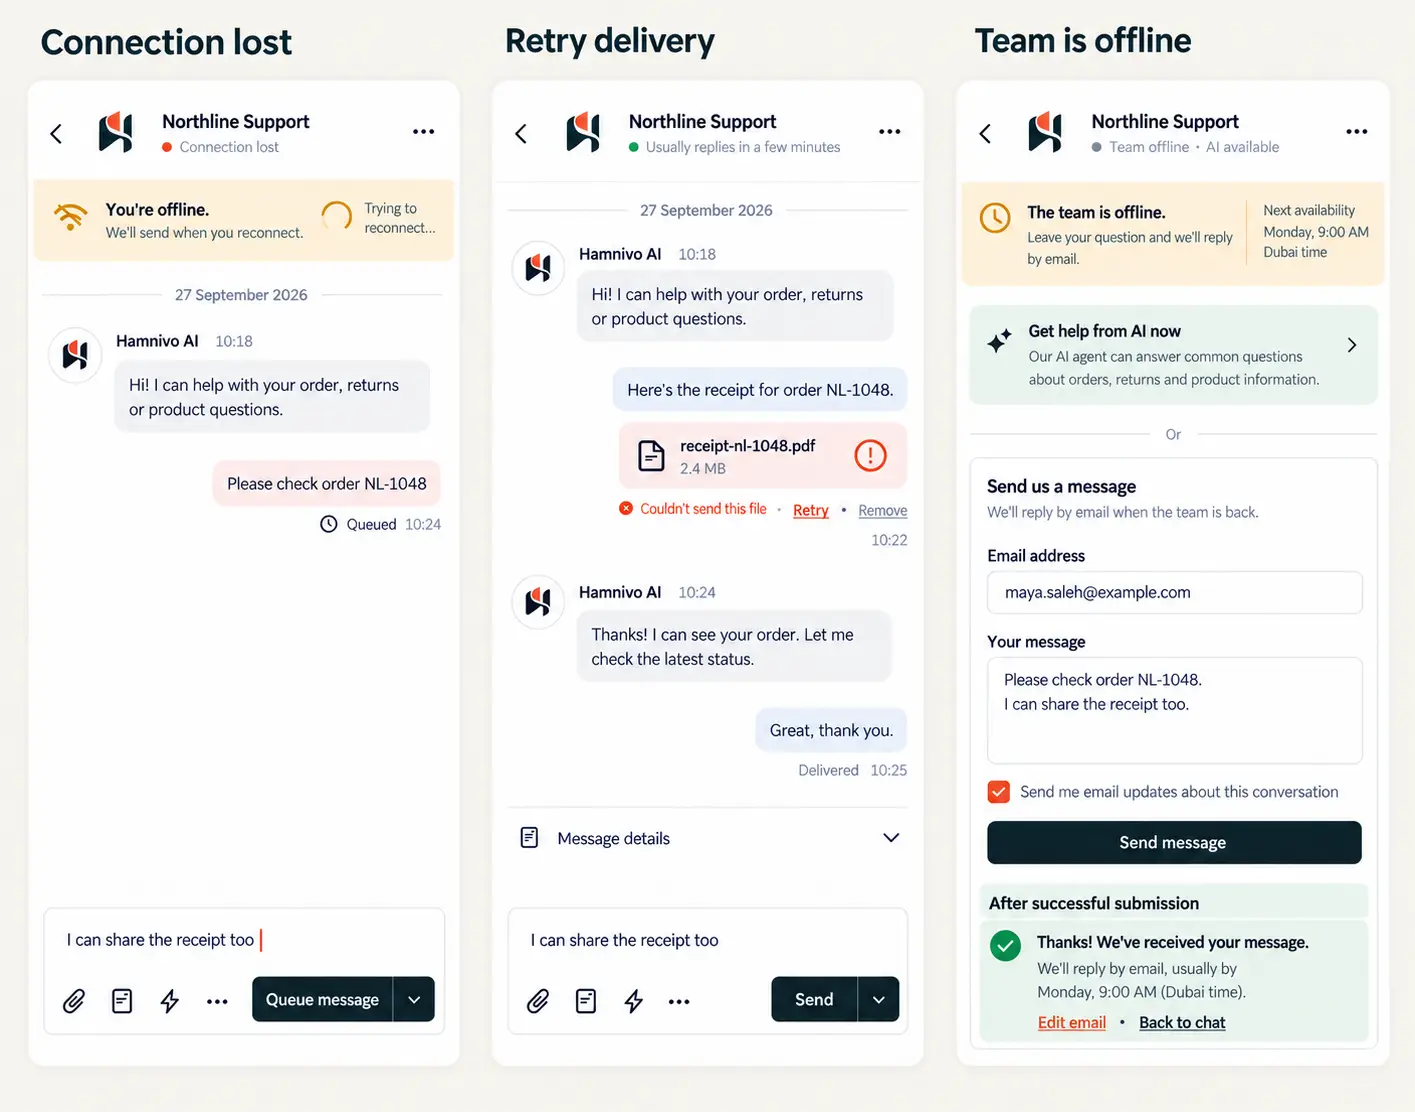 Connection lost
Northline Support
Connection lost
You're offline.
We'll send when you reconnect.
Trying to
reconnect...
27 September 2026
Hamnivo AI 10:18
Hi! I can help with your order, returns
or product questions.
Please check order NL-1048
Queued 10:24
I can share the receipt too
Queue message
Retry delivery
Northline Support
Usually replies in a few minutes
27 September 2026
Hamnivo AI 10:18
Hi! I can help with your order, returns
or product questions.
Here's the receipt for order NL-1048.
receipt-nl-1048.pdf
2.4 MB
Couldn't send this file • Retry • Remove
10:22
Hamnivo AI 10:24
Thanks! I can see your order. Let me
check the latest status.
Great, thank you.
Delivered 10:25
Message details
I can share the receipt too
Send
Team is offline
Northline Support
Team offline • AI available
The team is offline.
Leave your question and we'll reply
by email.
Next availability
Monday, 9:00 AM
Dubai time
Get help from AI now
Our AI agent can answer common questions
about orders, returns and product information.
Or
Send us a message
We'll reply by email when the team is back.
Email address
maya.saleh@example.com
Your message
Please check order NL-1048.
I can share the receipt too.
Send me email updates about this conversation
Send message
After successful submission
Thanks! We've received your message.
We'll reply by email, usually by
Monday, 9:00 AM (Dubai time).
Edit email • Back to chat